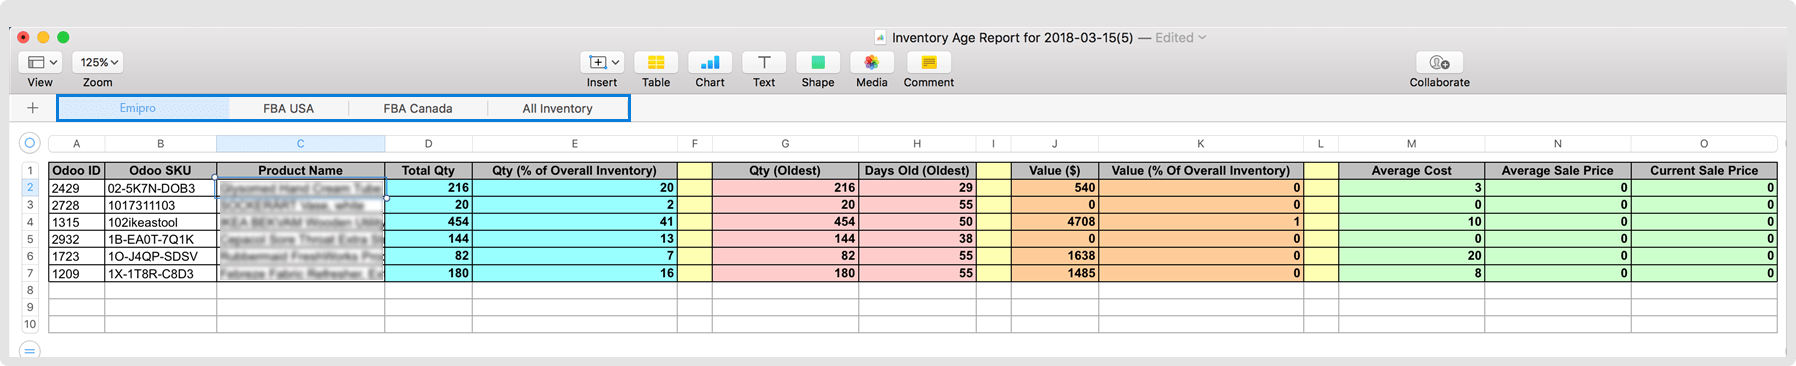 Inventory Age Report for 2018-03-15(5) — Edited
125%
View Zoom Insert Table Chart Text Shape Media Comment Collaborate
Emipro FBA USA FBA Canada All Inventory
A B C D E F G H I J K L M N O
1 Odoo ID Odoo SKU Product Name Total Qty Qty (% of Overall Inventory) Qty (Oldest) Days Old (Oldest) Value ($) Value (% Of Overall Inventory) Average Cost Average Sale Price Current Sale Price
2 2429 02-5K7N-DOB3 216 20 216 29 540 0 3 0 0
3 2728 1017311103 20 2 20 55 0 0 0 0 0
4 1315 102ikeastool 454 41 454 50 4708 1 10 0 0
5 2932 1B-EA0T-7Q1K 144 13 144 38 0 0 0 0 0
6 1723 1O-J4QP-SDSV 82 7 82 55 1638 0 20 0 0
7 1209 1X-1T8R-C8D3 180 16 180 55 1485 0 8 0 0
8
9
10